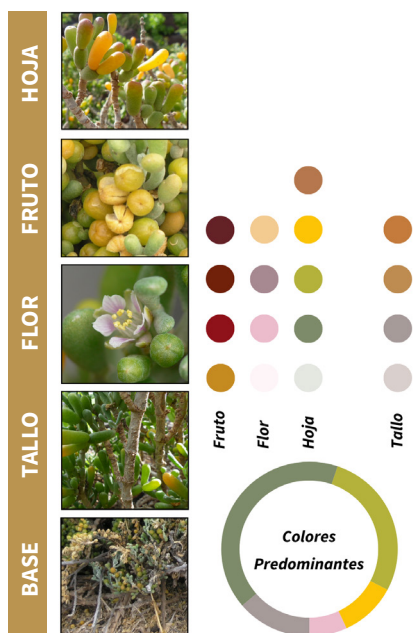 HOJA
FRUTO
FLOR
TALLO
BASE
Fruto
Flor
Hoja
Tallo
Colores
Predominantes